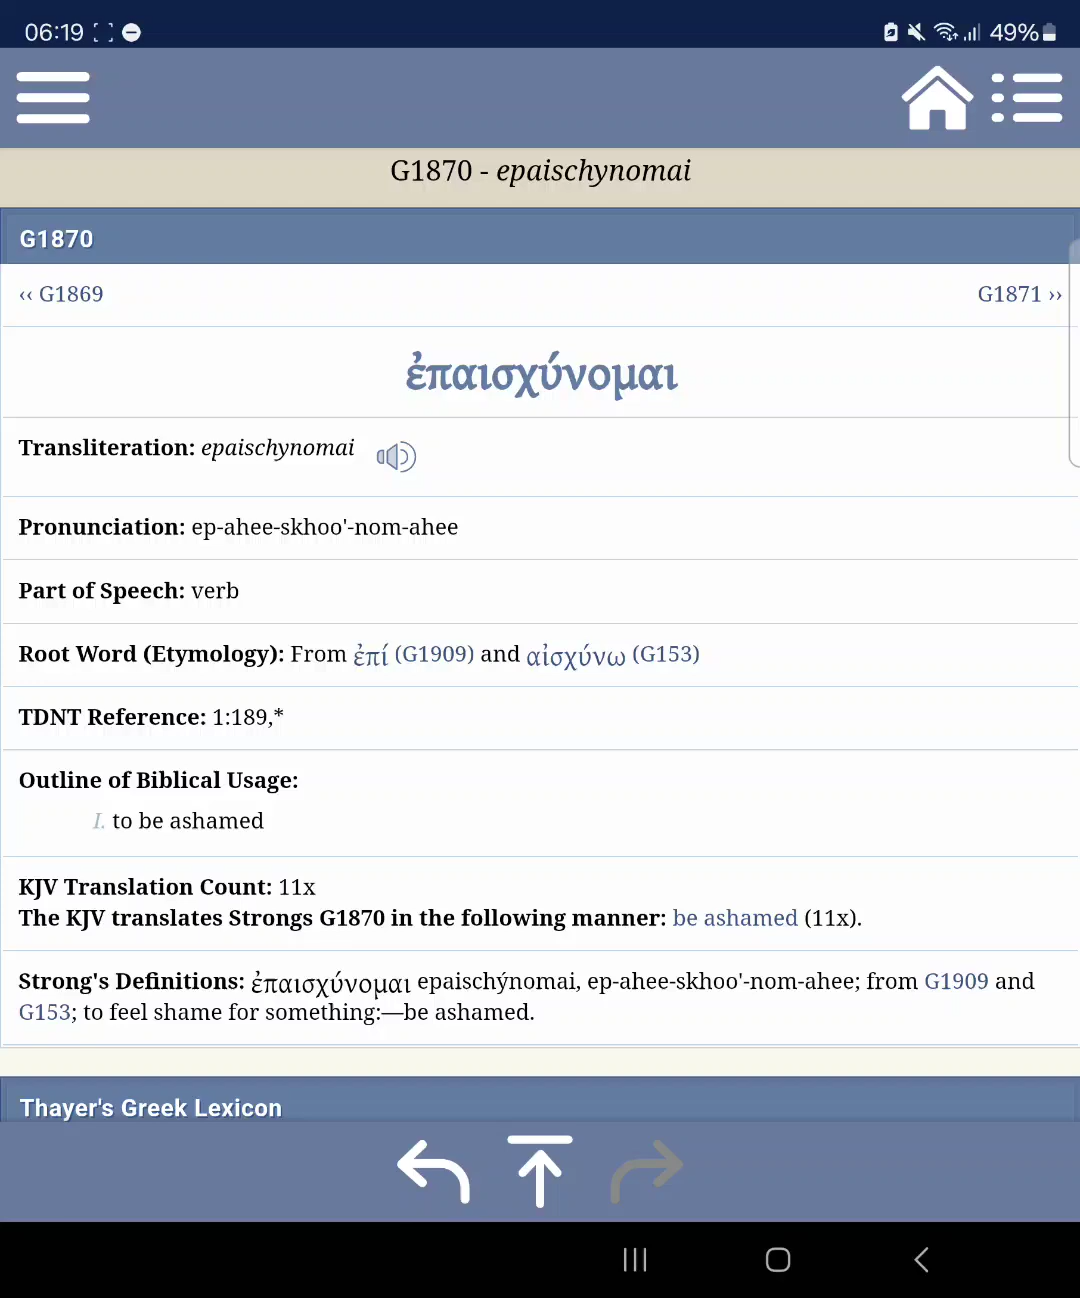 06:19 49%
G1870 - epaischynomai
G1870
‹‹ G1869 G1871 ››
ἐπαισχύνομαι
Transliteration: epaischynomai
Pronunciation: ep-ahee-skhoo'-nom-ahee
Part of Speech: verb
Root Word (Etymology): From ἐπί (G1909) and αἰσχύνω (G153)
TDNT Reference: 1:189,*
Outline of Biblical Usage:
I. to be ashamed
KJV Translation Count: 11x
The KJV translates Strongs G1870 in the following manner: be ashamed (11x).
Strong's Definitions: ἐπαισχύνομαι epaischýnomai, ep-ahee-skhoo'-nom-ahee; from G1909 and
G153; to feel shame for something:—be ashamed.
Thayer's Greek Lexicon